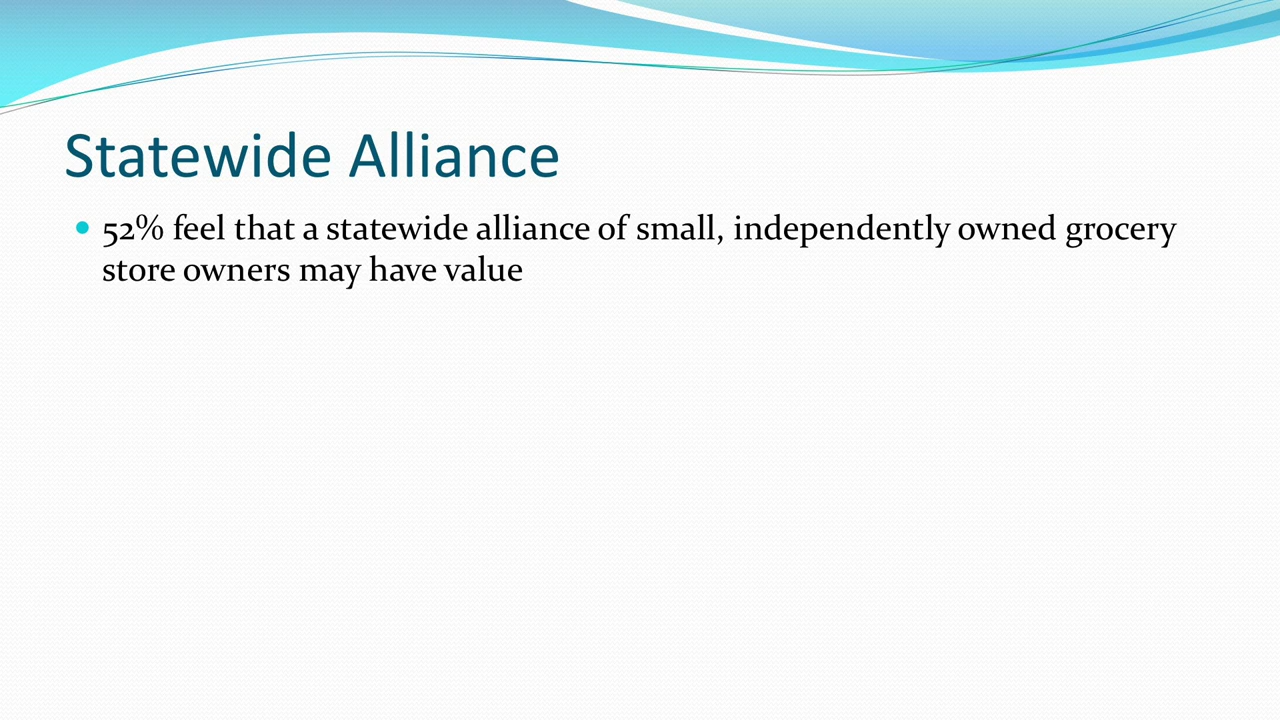 Statewide Alliance
52% feel that a statewide alliance of small, independently owned grocery
store owners may have value